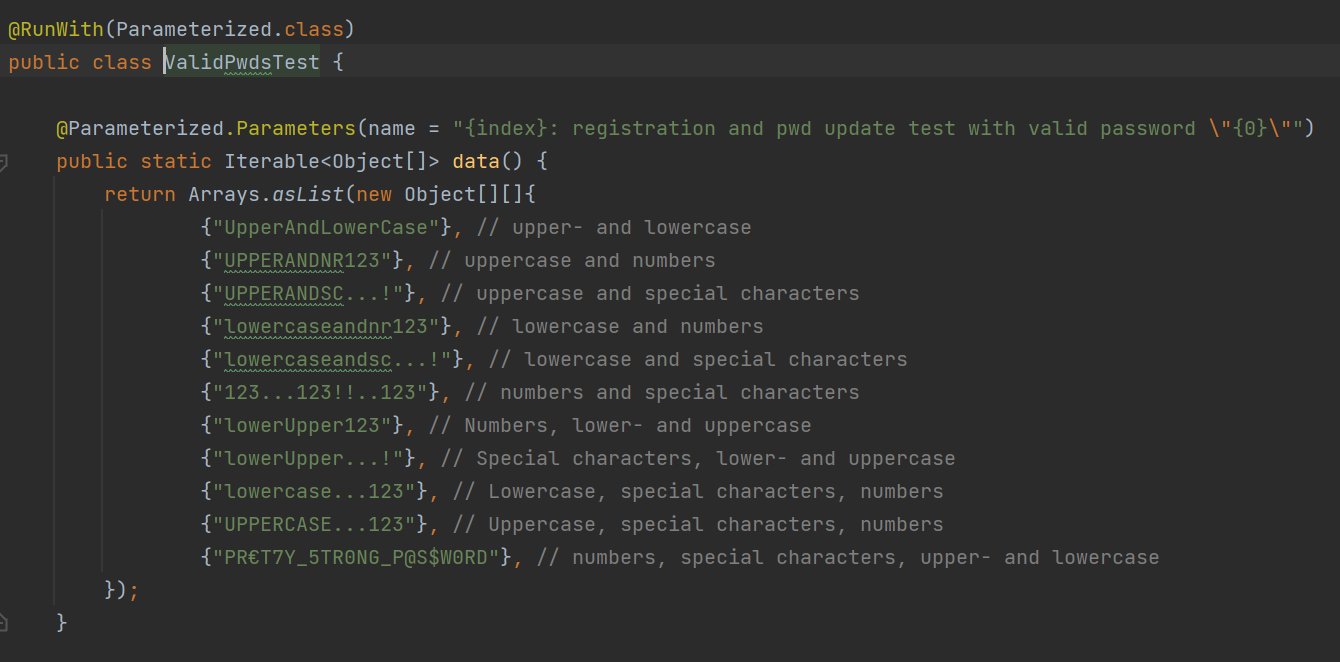 @RunWith(Parameterized.class)
public class ValidPwdsTest {
@Parameterized.Parameters(name = "{index}: registration and pwd update test with valid password \"{0}\"")
public static Iterable<Object[]> data() {
return Arrays.asList(new Object[][]{
{"UpperAndLowerCase"}, // upper- and lowercase
{"UPPERANDNR123"}, // uppercase and numbers
{"UPPERANDSC...!"}, // uppercase and special characters
{"lowercaseandnr123"}, // lowercase and numbers
{"lowercaseandsc...!"}, // lowercase and special characters
{"123...123!!..123"}, // numbers and special characters
{"lowerUpper123"}, // Numbers, lower- and uppercase
{"lowerUpper...!"}, // Special characters, lower- and uppercase
{"lowercase...123"}, // Lowercase, special characters, numbers
{"UPPERCASE...123"}, // Uppercase, special characters, numbers
{"PR€T7Y_5TR0NG_P@S$W0RD"}, // numbers, special characters, upper- and lowercase
});
}